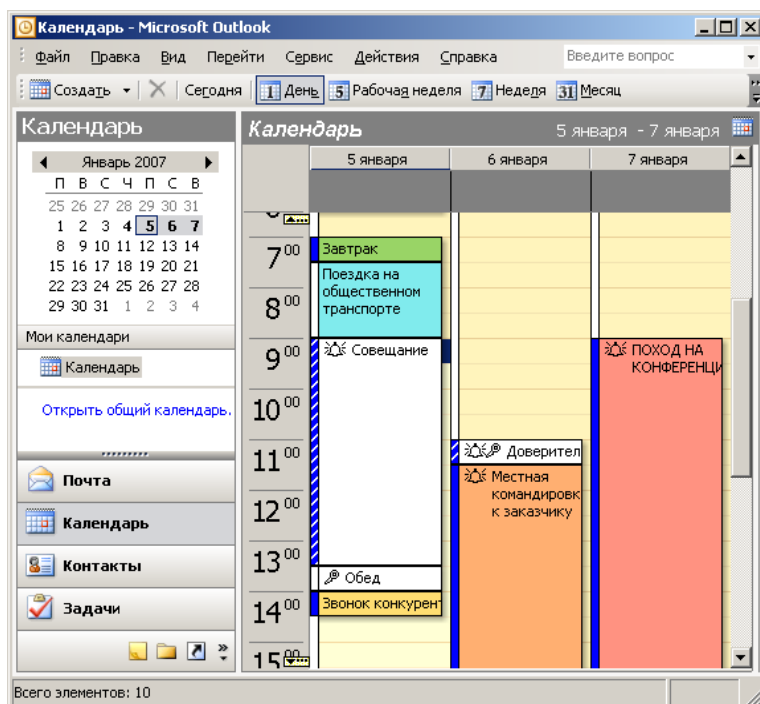 Календарь - Microsoft Outlook
Файл Правка Вид Перейти Сервис Действия Справка Введите вопрос
Создать Сегодня 1 День 5 Рабочая неделя 7 Неделя 31 Месяц
Календарь
Январь 2007
П В С Ч П С В
25 26 27 28 29 30 31
1 2 3 4 5 6 7
8 9 10 11 12 13 14
15 16 17 18 19 20 21
22 23 24 25 26 27 28
29 30 31 1 2 3 4
Мои календари
Календарь
Открыть общий календарь.
Почта
Календарь
Контакты
Задачи
Календарь 5 января - 7 января
5 января 6 января 7 января
7 00 Завтрак
Поездка на
общественном
8 00 транспорте
9 00 Совещание ПОХОД НА
КОНФЕРЕНЦИ
10 00
11 00 Доверител
Местная
командировк
12 00 к заказчику
13 00
Обед
14 00 Звонок конкурент
15 00
Всего элементов: 10